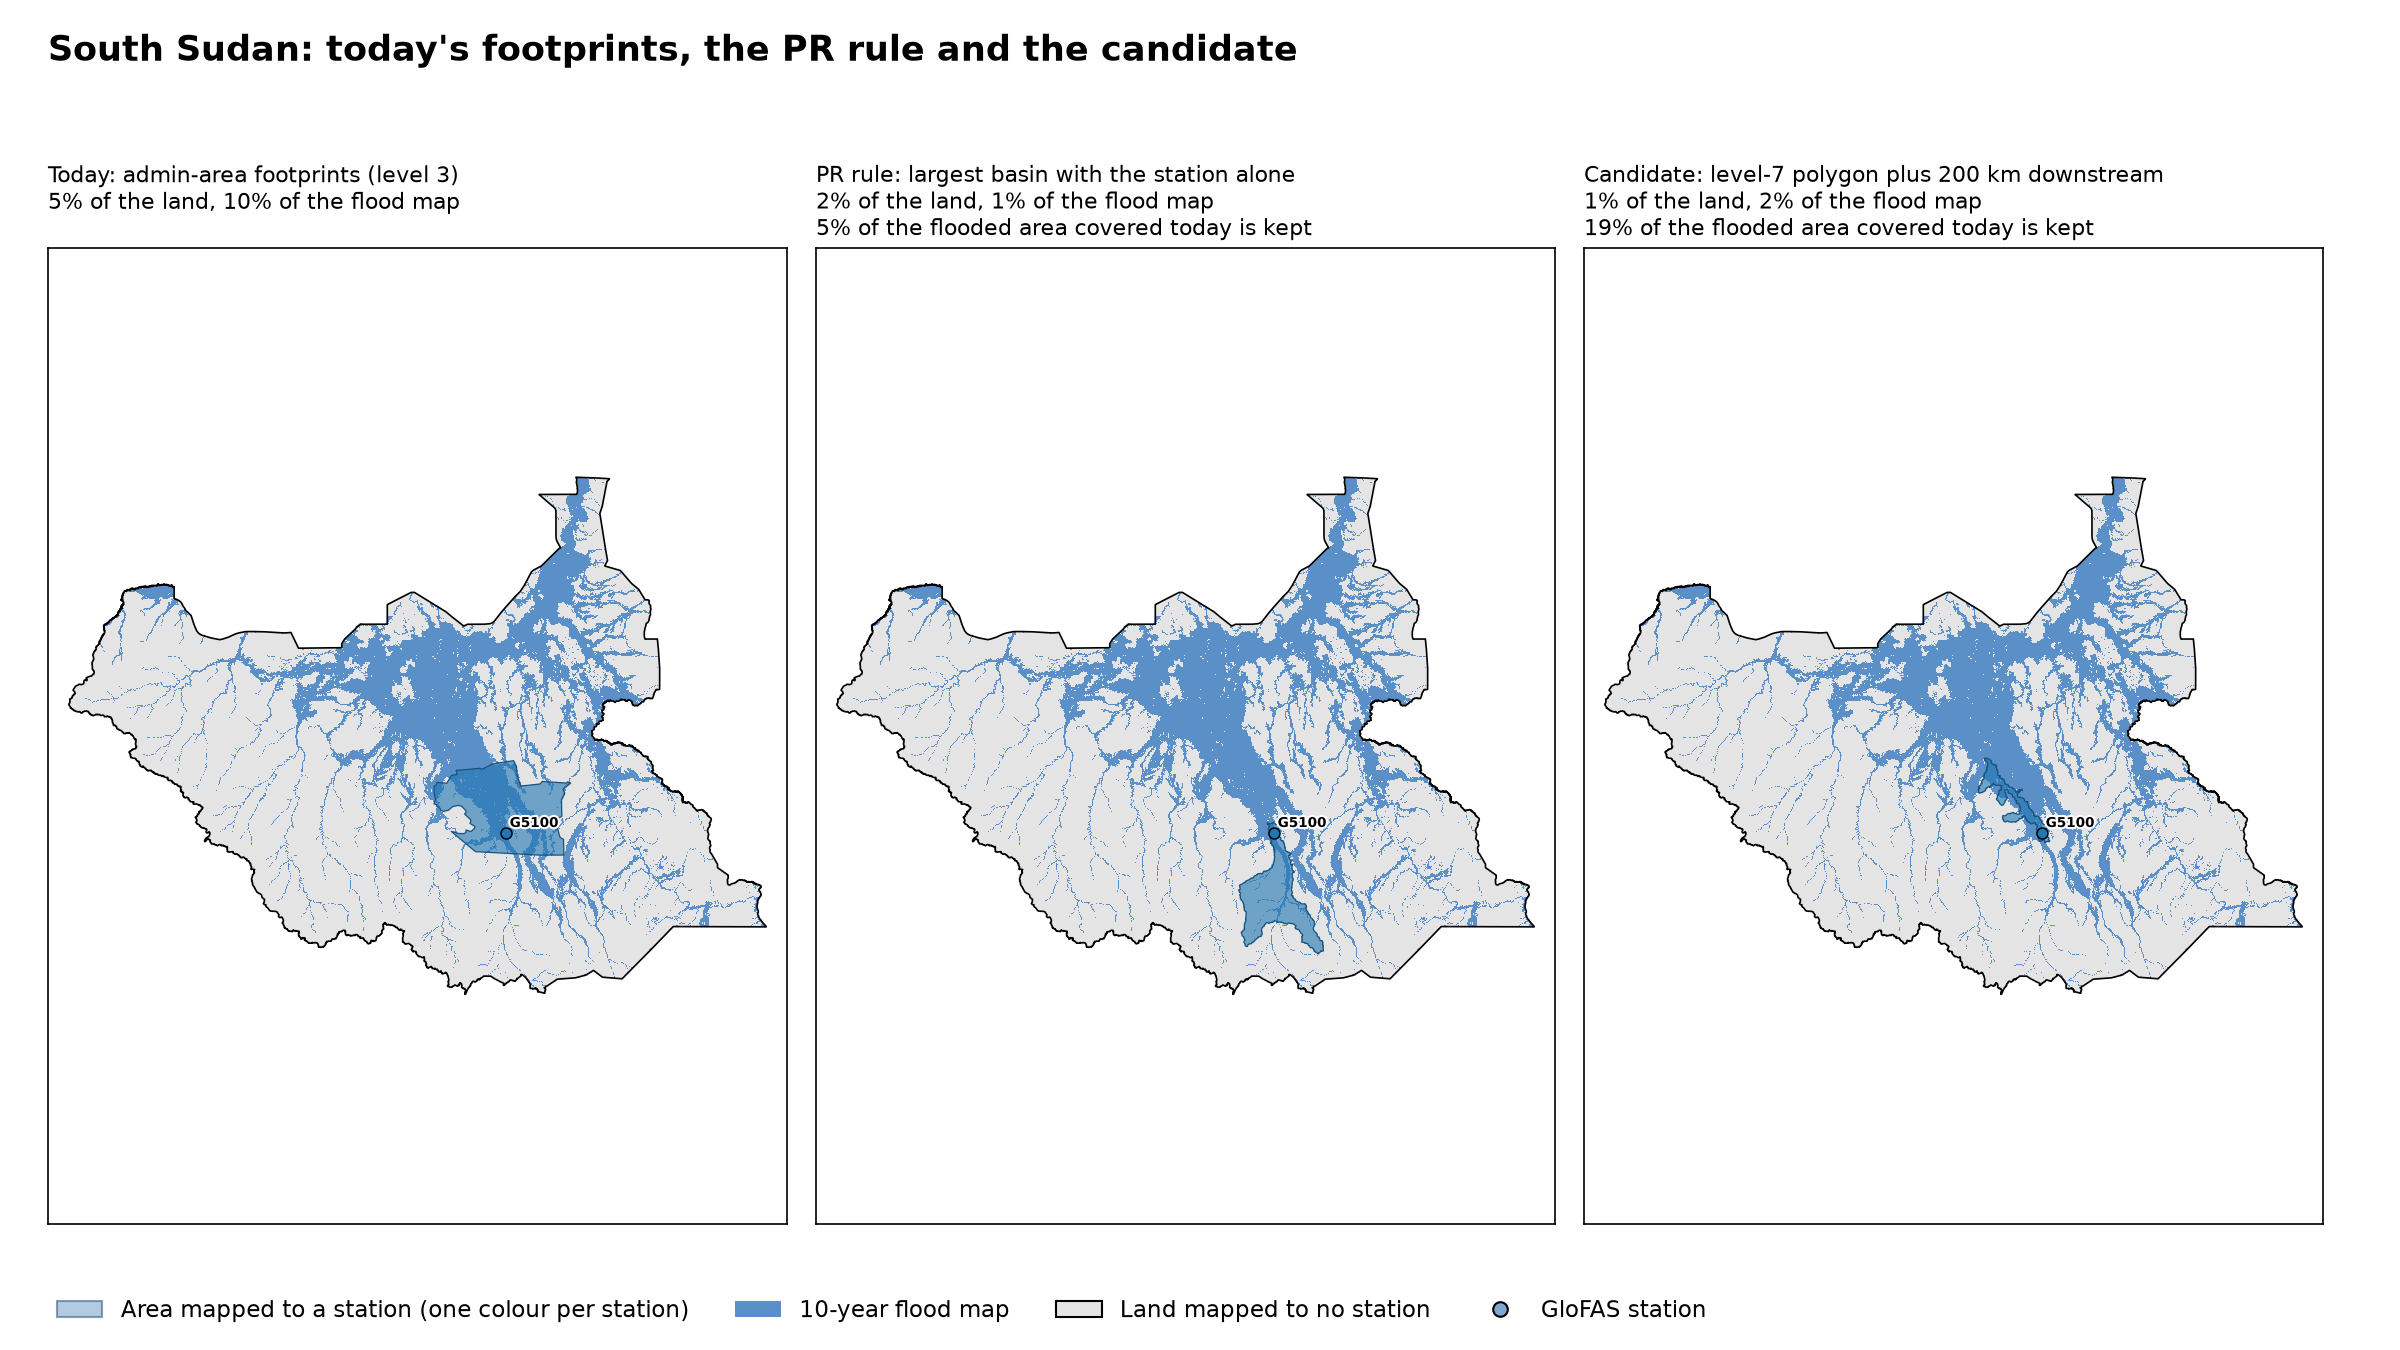 South Sudan: today's footprints, the PR rule and the candidate
Today: admin-area footprints (level 3)
5% of the land, 10% of the flood map
PR rule: largest basin with the station alone
2% of the land, 1% of the flood map
5% of the flooded area covered today is kept
Candidate: level-7 polygon plus 200 km downstream
1% of the land, 2% of the flood map
19% of the flooded area covered today is kept
G5100
G5100
G5100
Area mapped to a station (one colour per station)
10-year flood map
Land mapped to no station
GloFAS station